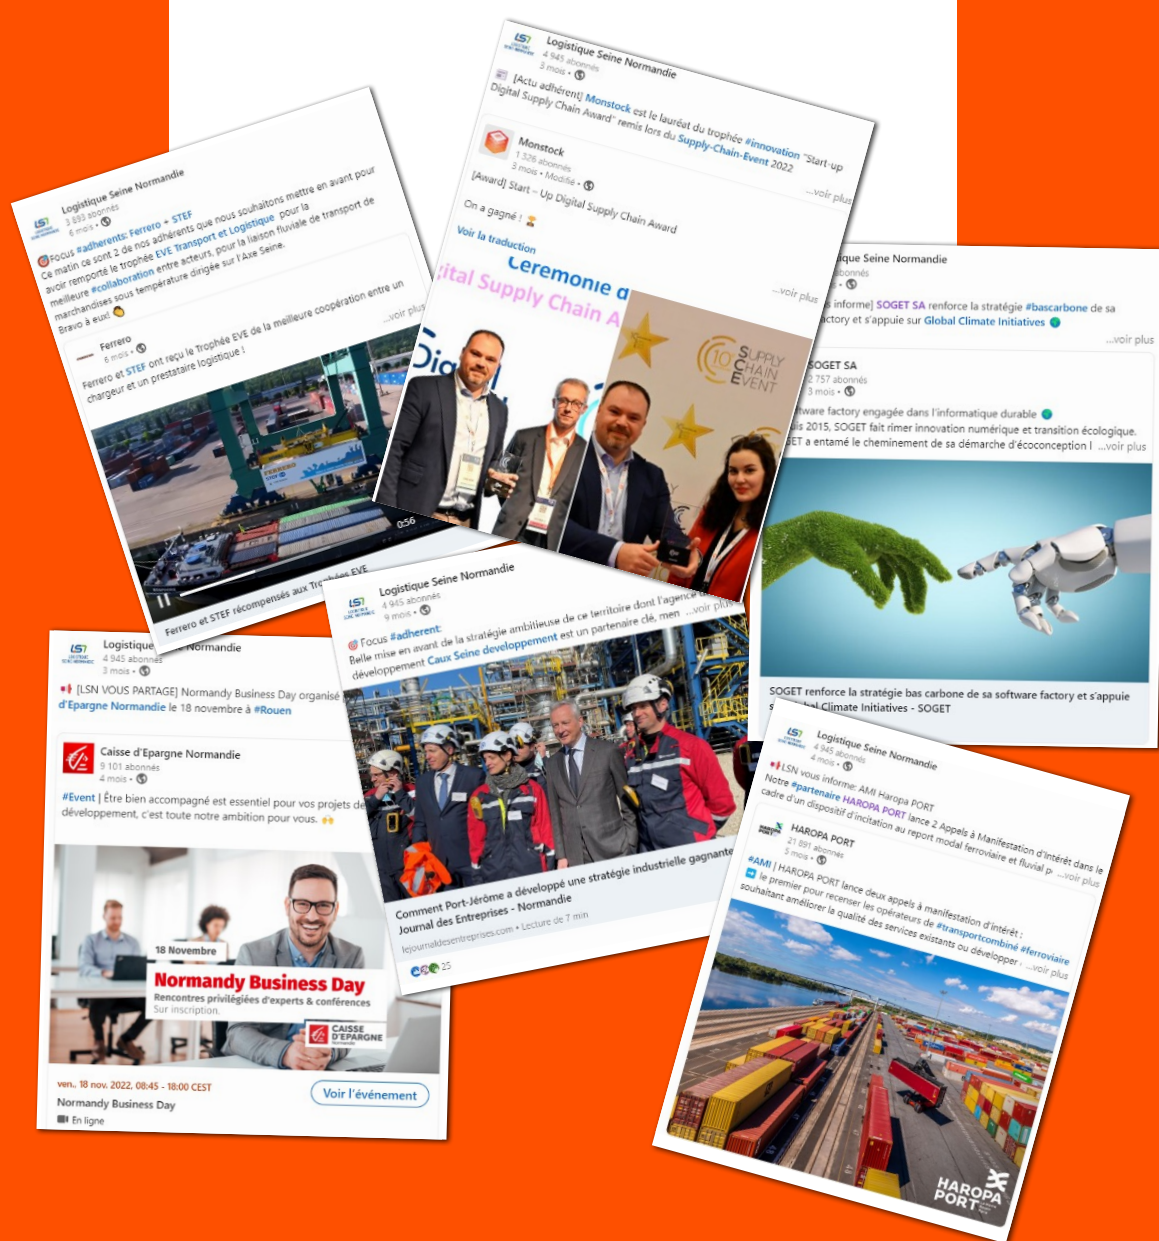 Logistique Seine Normandie
4 945 abonnés
3 mois •
[Actu adhérent] Monstock est le lauréat du trophée #innovation "Start-up
Digital Supply Chain Award" remis lors du Supply-Chain-Event 2022
...voir plus
Monstock
1 326 abonnés
3 mois • Modifié •
[Award] Start – Up Digital Supply Chain Award
On a gagné !
...voir plus
Voir la traduction
Ceremonie d
gital Supply Chain A
Digital
10
SUPPLY
CHAIN
EVENT
Logistique Seine Normandie
3 893 abonnés
6 mois •
Focus #adherents: Ferrero + STEF
Ce matin ce sont 2 de nos adhérents que nous souhaitons mettre en avant pour
avoir remporté le trophée EVE Transport et Logistique pour la
meilleure #collaboration entre acteurs, pour la liaison fluviale de transport de
marchandises sous température dirigée sur l'Axe Seine.
Bravo à eux!
...voir plus
Ferrero
6 mois •
Ferrero et STEF ont reçu le Trophée EVE de la meilleure coopération entre un
chargeur et un prestataire logistique !
FERRERO
STEF
0:56
Ferrero et STEF récompensés aux Trophées EVE
ique Seine Normandie
bonnés
s informe] SOGET SA renforce la stratégie #bascarbone de sa
actory et s'appuie sur Global Climate Initiatives
...voir plus
SOGET SA
2 757 abonnés
3 mois •
tware factory engagée dans l'informatique durable
uis 2015, SOGET fait rimer innovation numérique et transition écologique.
GET a entamé le cheminement de sa démarche d'écoconception l ...voir plus
SOGET renforce la stratégie bas carbone de sa software factory et s'appuie
s al Climate Initiatives - SOGET
Logistique Seine Normandie
4 945 abonnés
9 mois •
Focus #adherent:
Belle mise en avant de la stratégie ambilieuse de ce territoire dont l'agence
développement Caux Seine developpement est un partenaire clé, men ...voir plus
Comment Port-Jérôme a développé une stratégie industrielle gagnante
Journal des Entreprises - Normandie
lejournaldesentreprises.com • Lecture de 7 min
25
Logistique Normandie
4 945 abonnés
3 mois •
[LSN VOUS PARTAGE] Normandy Business Day organisé
d'Epargne Normandie le 18 novembre à #Rouen
Caisse d'Epargne Normandie
9 101 abonnés
4 mois •
#Event | Être bien accompagné est essentiel pour vos projets de
développement, c'est toute notre ambition pour vous.
18 Novembre
Normandy Business Day
Rencontres privilégiées d'experts & conférences
Sur inscription.
CAISSE
D'EPARGNE
Normandie
ven., 18 nov. 2022, 08:45 - 18:00 CEST
Normandy Business Day
En ligne
Voir l'événement
Logistique Seine Normandie
4 945 abonnés
4 mois •
LSN vous informe: AMI Haropa PORT
Notre #partenaire HAROPA PORT lance 2 Appels à Manifestation d'Intérêt dans le
cadre d'un dispositif d'incitation au report modal ferroviaire et fluvial p ...voir plus
HAROPA PORT
21 891 abonnés
5 mois •
#AMI | HAROPA PORT lance deux appels à manifestation d'intérêt :
le premier pour recenser les opérateurs de #transportcombiné #ferroviaire
souhaitant améliorer la qualité des services existants ou développer ...voir plus
HAROPA
PORT